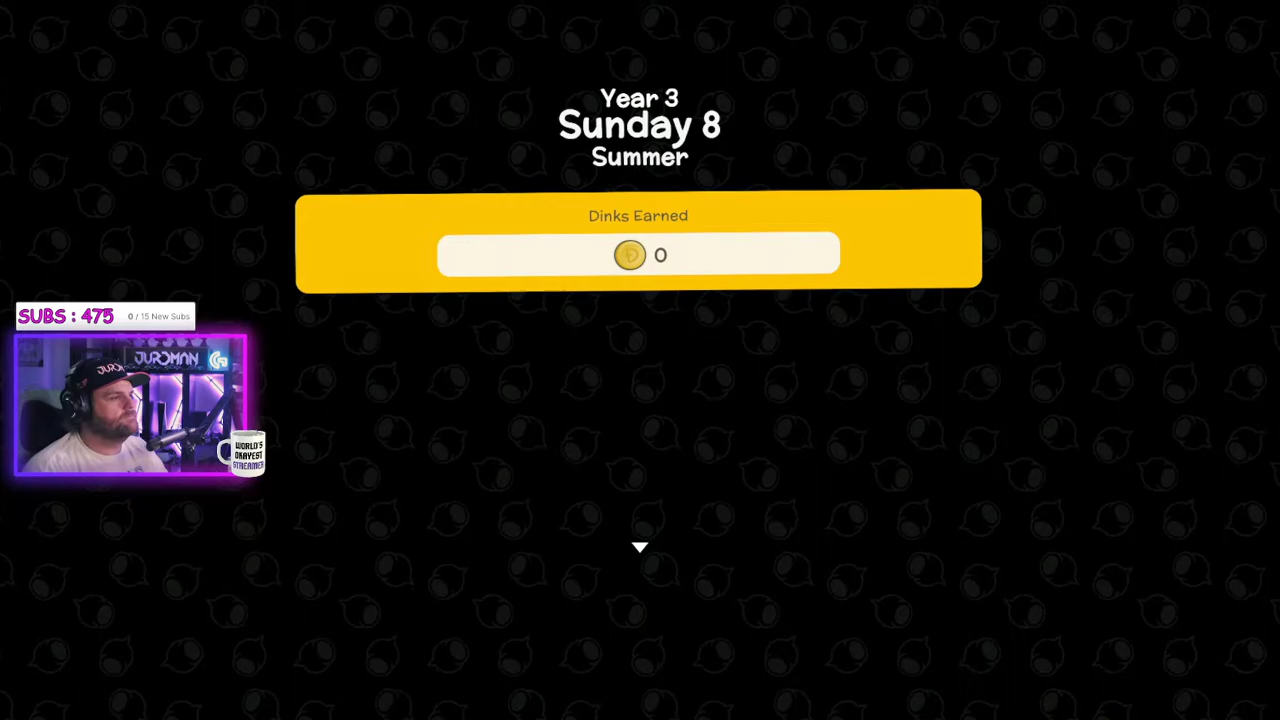 Year 3
Sunday 8
Summer
Dinks Earned
0
SUBS : 475
0 / 15 New Subs
JUROMAN
WORLD'S
OKAYEST
STREAMER